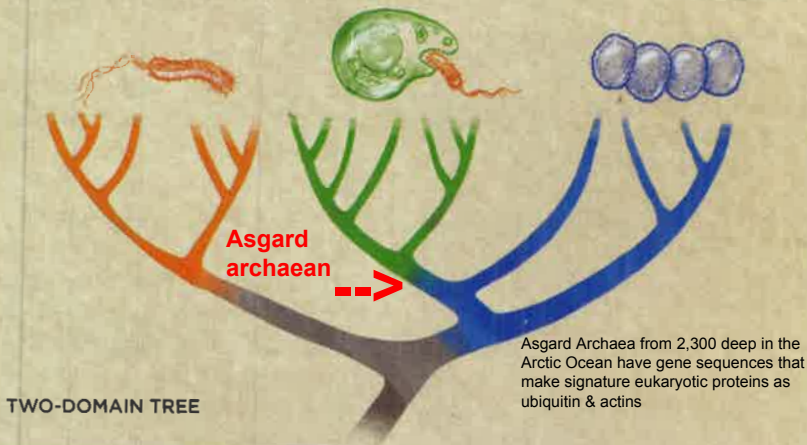 Asgard
archaean
-->
Asgard Archaea from 2,300 deep in the
Arctic Ocean have gene sequences that
make signature eukaryotic proteins as
ubiquitin & actins
TWO-DOMAIN TREE